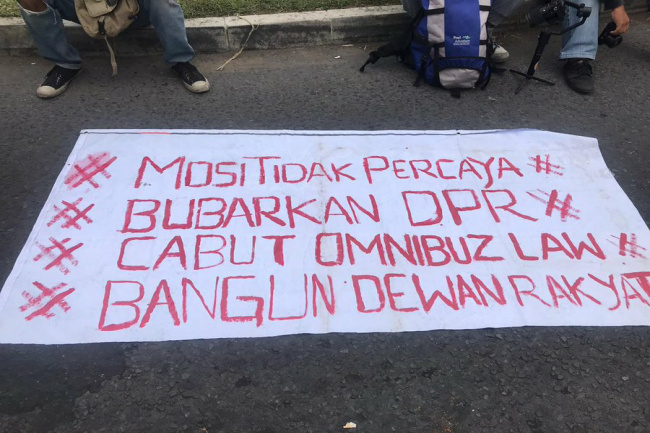 # MOSI TIDAK PERCAYA #
# BUBARKAN DPR #
# CABUT OMNIBUZ LAW #
# BANGUN DEWAN RAKYAT